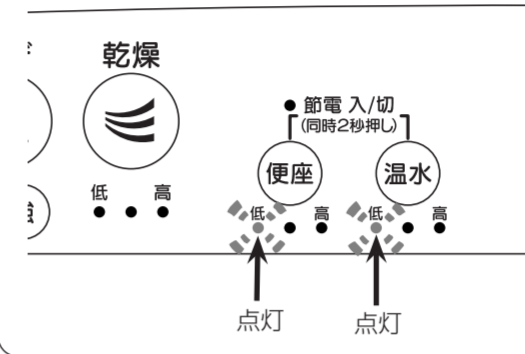 乾燥
低 高
● 節電 入/切
(同時2秒押し)
便座
温水
低 高
低 高
点灯
点灯